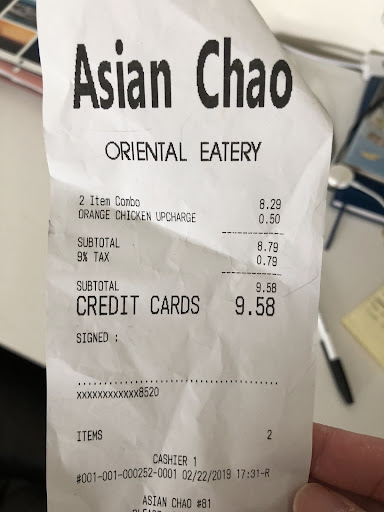 Asian Chao
ORIENTAL EATERY
2 Item Combo 8.29
ORANGE CHICKEN UPCHARGE 0.50
SUBTOTAL 8.79
9% TAX 0.79
SUBTOTAL 9.58
CREDIT CARDS 9.58
SIGNED :
xxxxxxxxxxxx8520
ITEMS 2
CASHIER 1
#001-001-000252-0001 02/22/2019 17:31-R
ASIAN CHAO #81